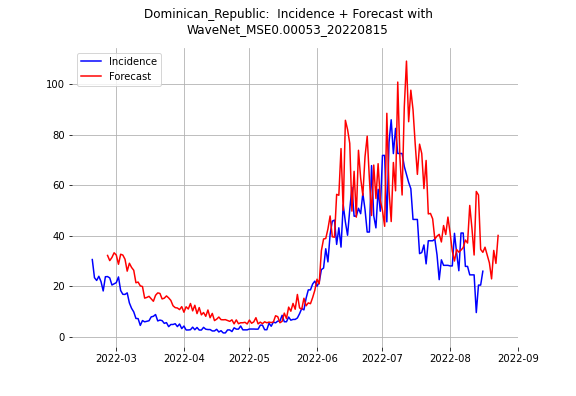 Dominican_Republic:  Incidence + Forecast with
WaveNet_MSE0.00053_20220815
Incidence
Forecast
100
80
60
40
20
0
2022-03 2022-04 2022-05 2022-06 2022-07 2022-08 2022-09